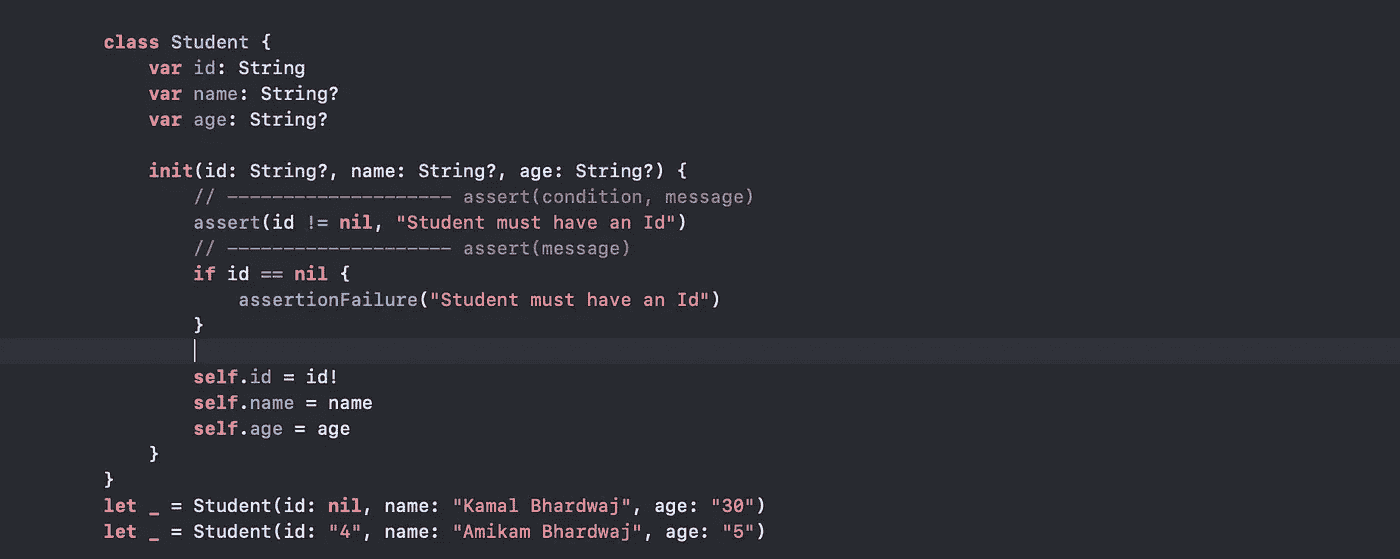 class Student {
    var id: String
    var name: String?
    var age: String?
    init(id: String?, name: String?, age: String?) {
        // -------------------- assert(condition, message)
        assert(id != nil, "Student must have an Id")
        // -------------------- assert(message)
        if id == nil {
            assertionFailure("Student must have an Id")
        }
        self.id = id!
        self.name = name
        self.age = age
    }
}
let _ = Student(id: nil, name: "Kamal Bhardwaj", age: "30")
let _ = Student(id: "4", name: "Amikam Bhardwaj", age: "5")